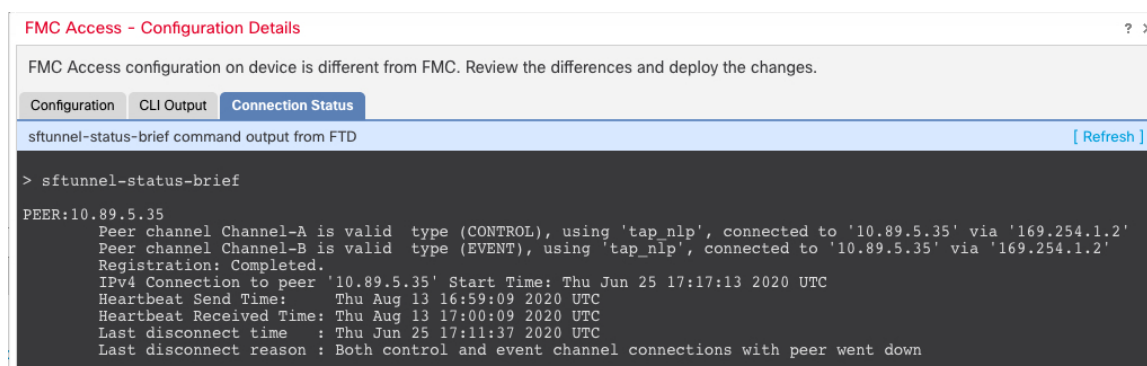 FMC Access - Configuration Details
?
FMC Access configuration on device is different from FMC. Review the differences and deploy the changes.
Configuration CLI Output Connection Status
sftunnel-status-brief command output from FTD [ Refresh ]
> sftunnel-status-brief
PEER:10.89.5.35
Peer channel Channel-A is valid type (CONTROL), using 'tap_nlp', connected to '10.89.5.35' via '169.254.1.2'
Peer channel Channel-B is valid type (EVENT), using 'tap_nlp', connected to '10.89.5.35' via '169.254.1.2'
Registration: Completed.
IPv4 Connection to peer '10.89.5.35' Start Time: Thu Jun 25 17:17:13 2020 UTC
Heartbeat Send Time: Thu Aug 13 16:59:09 2020 UTC
Heartbeat Received Time: Thu Aug 13 17:00:09 2020 UTC
Last disconnect time : Thu Jun 25 17:11:37 2020 UTC
Last disconnect reason : Both control and event channel connections with peer went down